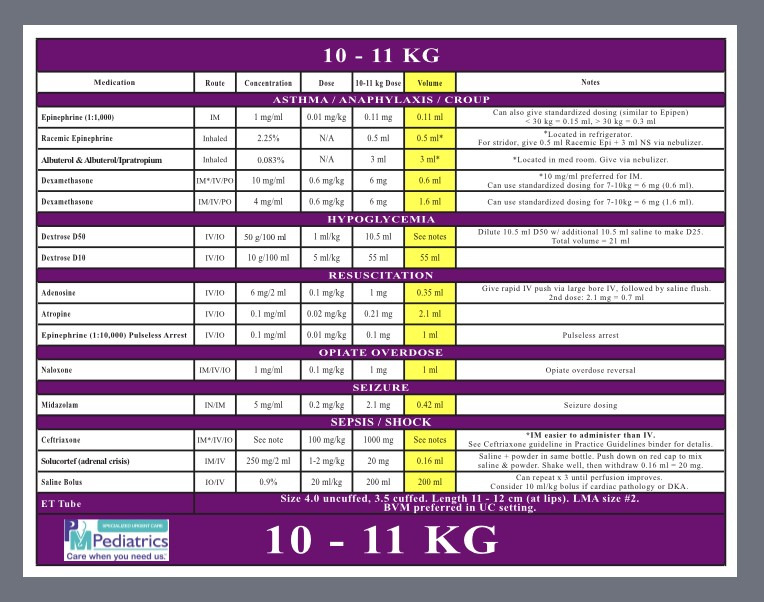 10 - 11 KG
Medication Route Concentration Dose 10-11 kg Dose Volume Notes
ASTHMA / ANAPHYLAXIS / CROUP
Epinephrine (1:1,000) IM 1 mg/ml 0.01 mg/kg 0.11 mg 0.11 ml Can also give standardized dosing (similar to Epipen)
< 30 kg = 0.15 ml, > 30 kg = 0.3 ml
Racemic Epinephrine Inhaled 2.25% N/A 0.5 ml 0.5 ml* *Located in refrigerator.
For stridor, give 0.5 ml Racemic Epi + 3 ml NS via nebulizer.
Albuterol & Albuterol/Ipratropium Inhaled 0.083% N/A 3 ml 3 ml* *Located in med room. Give via nebulizer.
Dexamethasone IM*/IV/PO 10 mg/ml 0.6 mg/kg 6 mg 0.6 ml *10 mg/ml preferred for IM.
Can use standardized dosing for 7-10kg = 6 mg (0.6 ml).
Dexamethasone IM/IV/PO 4 mg/ml 0.6 mg/kg 6 mg 1.6 ml Can use standardized dosing for 7-10kg = 6 mg (1.6 ml).
HYPOGLYCEMIA
Dextrose D50 IV/IO 50 g/100 ml 1 ml/kg 10.5 ml See notes Dilute 10.5 ml D50 w/ additional 10.5 ml saline to make D25.
Total volume = 21 ml
Dextrose D10 IV/IO 10 g/100 ml 5 ml/kg 55 ml 55 ml
RESUSCITATION
Adenosine IV/IO 6 mg/2 ml 0.1 mg/kg 1 mg 0.35 ml Give rapid IV push via large bore IV, followed by saline flush.
2nd dose: 2.1 mg = 0.7 ml
Atropine IV/IO 0.1 mg/ml 0.02 mg/kg 0.21 mg 2.1 ml
Epinephrine (1:10,000) Pulseless Arrest IV/IO 0.1 mg/ml 0.01 mg/kg 0.1 mg 1 ml Pulseless arrest
OPIATE OVERDOSE
Naloxone IM/IV/IO 1 mg/ml 0.1 mg/kg 1 mg 1 ml Opiate overdose reversal
SEIZURE
Midazolam IN/IM 5 mg/ml 0.2 mg/kg 2.1 mg 0.42 ml Seizure dosing
SEPSIS / SHOCK
Ceftriaxone IM*/IV/IO See note 100 mg/kg 1000 mg See notes *IM easier to administer than IV.
See Ceftriaxone guideline in Practice Guidelines binder for details.
Solucortef (adrenal crisis) IM/IV 250 mg/2 ml 1-2 mg/kg 20 mg 0.16 ml Saline + powder in same bottle. Push down on red cap to mix
saline & powder. Shake well, then withdraw 0.16 ml = 20 mg.
Saline Bolus IO/IV 0.9% 20 ml/kg 200 ml 200 ml Can repeat x 3 until perfusion improves.
Consider 10 ml/kg bolus if cardiac pathology or DKA.
ET Tube Size 4.0 uncuffed, 3.5 cuffed. Length 11 - 12 cm (at lips). LMA size #2.
BVM preferred in UC setting.
SPECIALIZED URGENT CARE
PM Pediatrics
Care when you need us.
10 - 11 KG